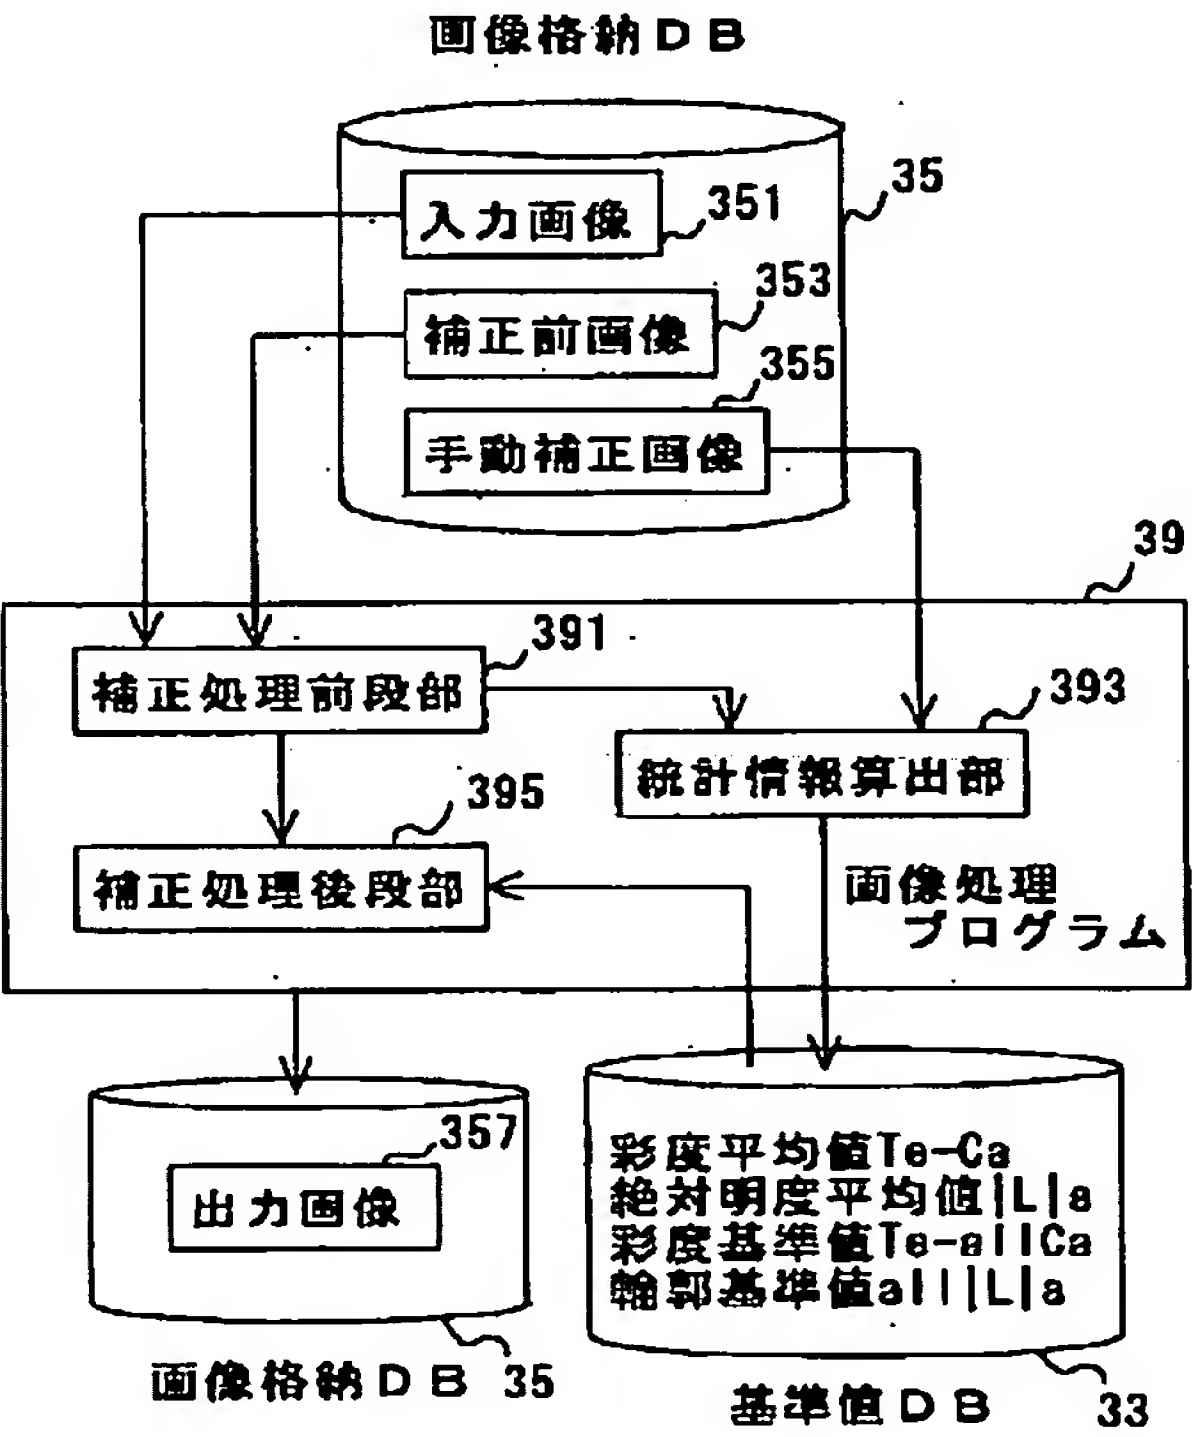 画像格納DB
35
入力画像
351
353
補正前画像
355
手動補正画像
39
391
補正処理前段部
393
統計情報算出部
395
補正処理後段部
画像処理
プログラム
357
出力画像
彩度平均値Te-Ca
絶対明度平均値|L|a
彩度基準値Te-allCa
輪郭基準値all|L|a
画像格納DB 35
基準値DB 33